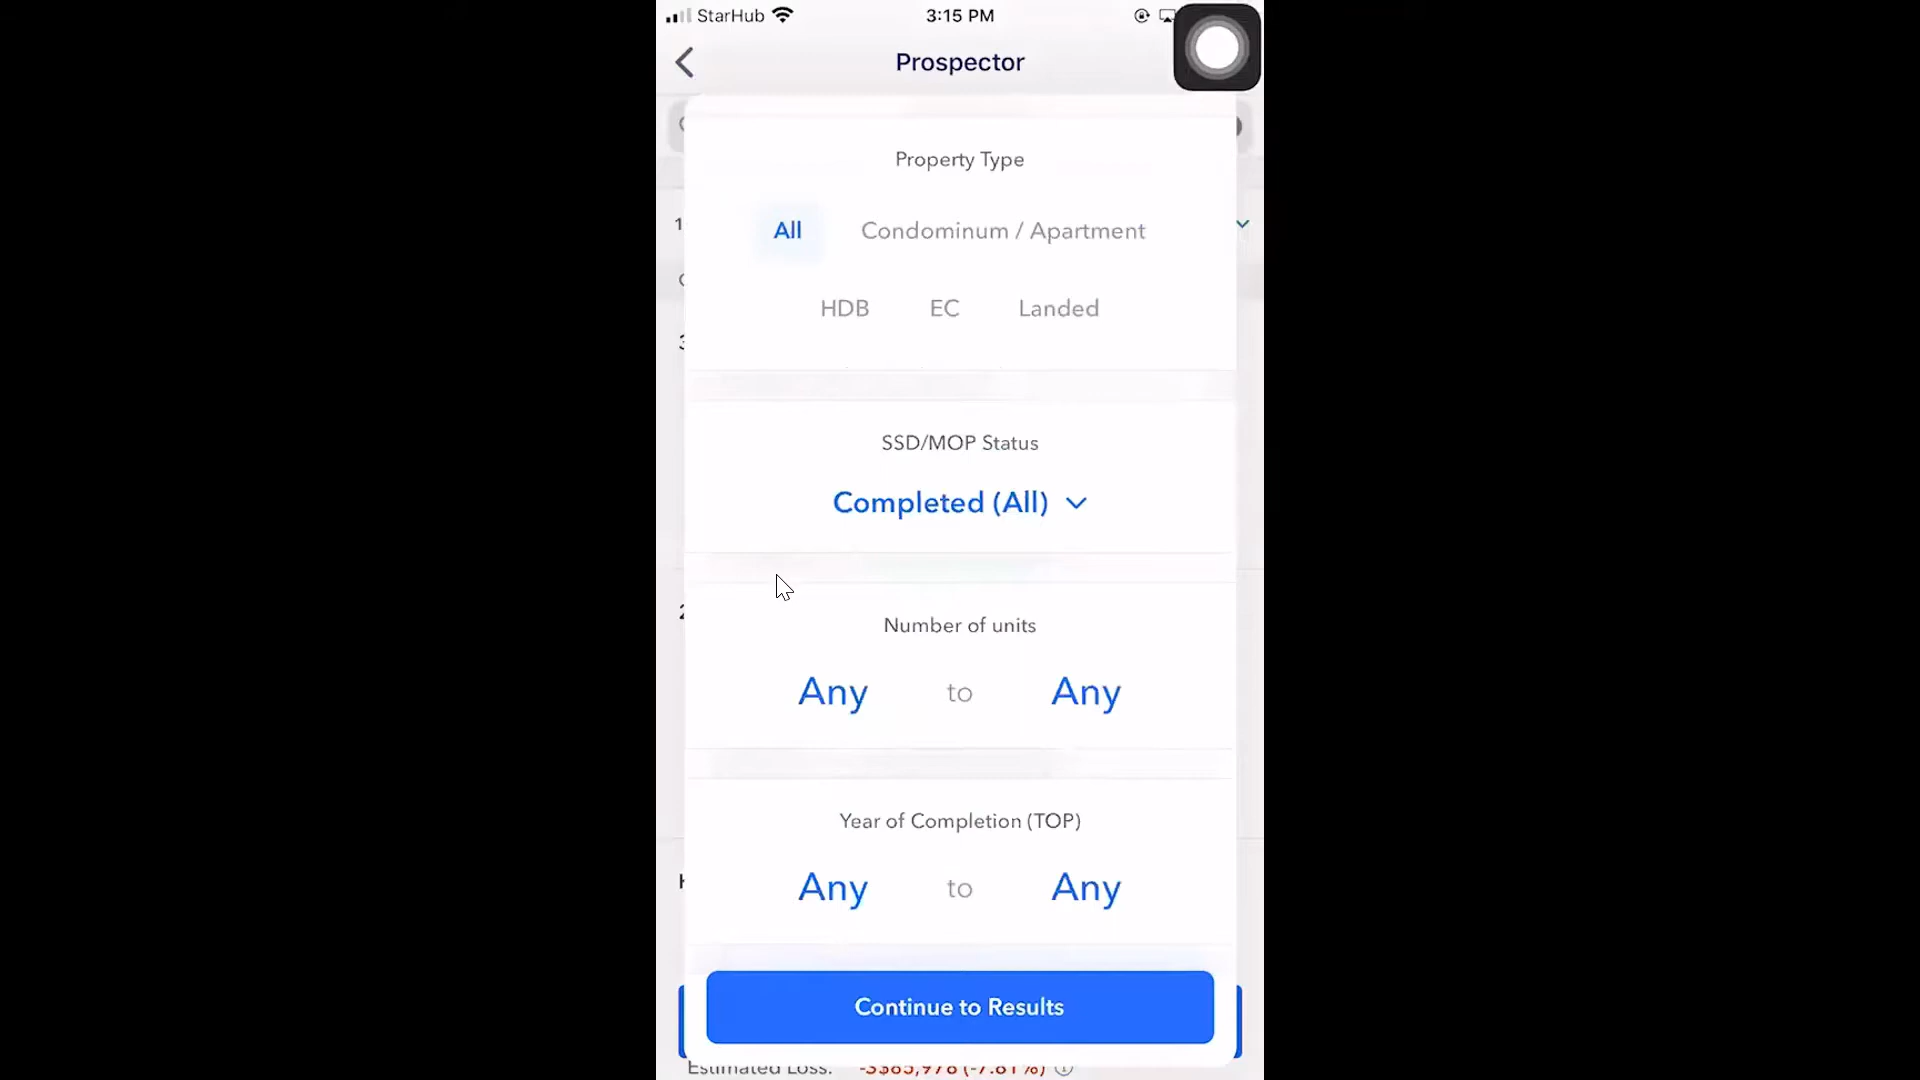 StarHub 3:15 PM
Prospector
Property Type
All Condominum / Apartment
HDB EC Landed
SSD/MOP Status
Completed (All)
Number of units
Any to Any
Year of Completion (TOP)
Any to Any
Continue to Results
Estimated Loss: -S$85,978 (-7.81%)